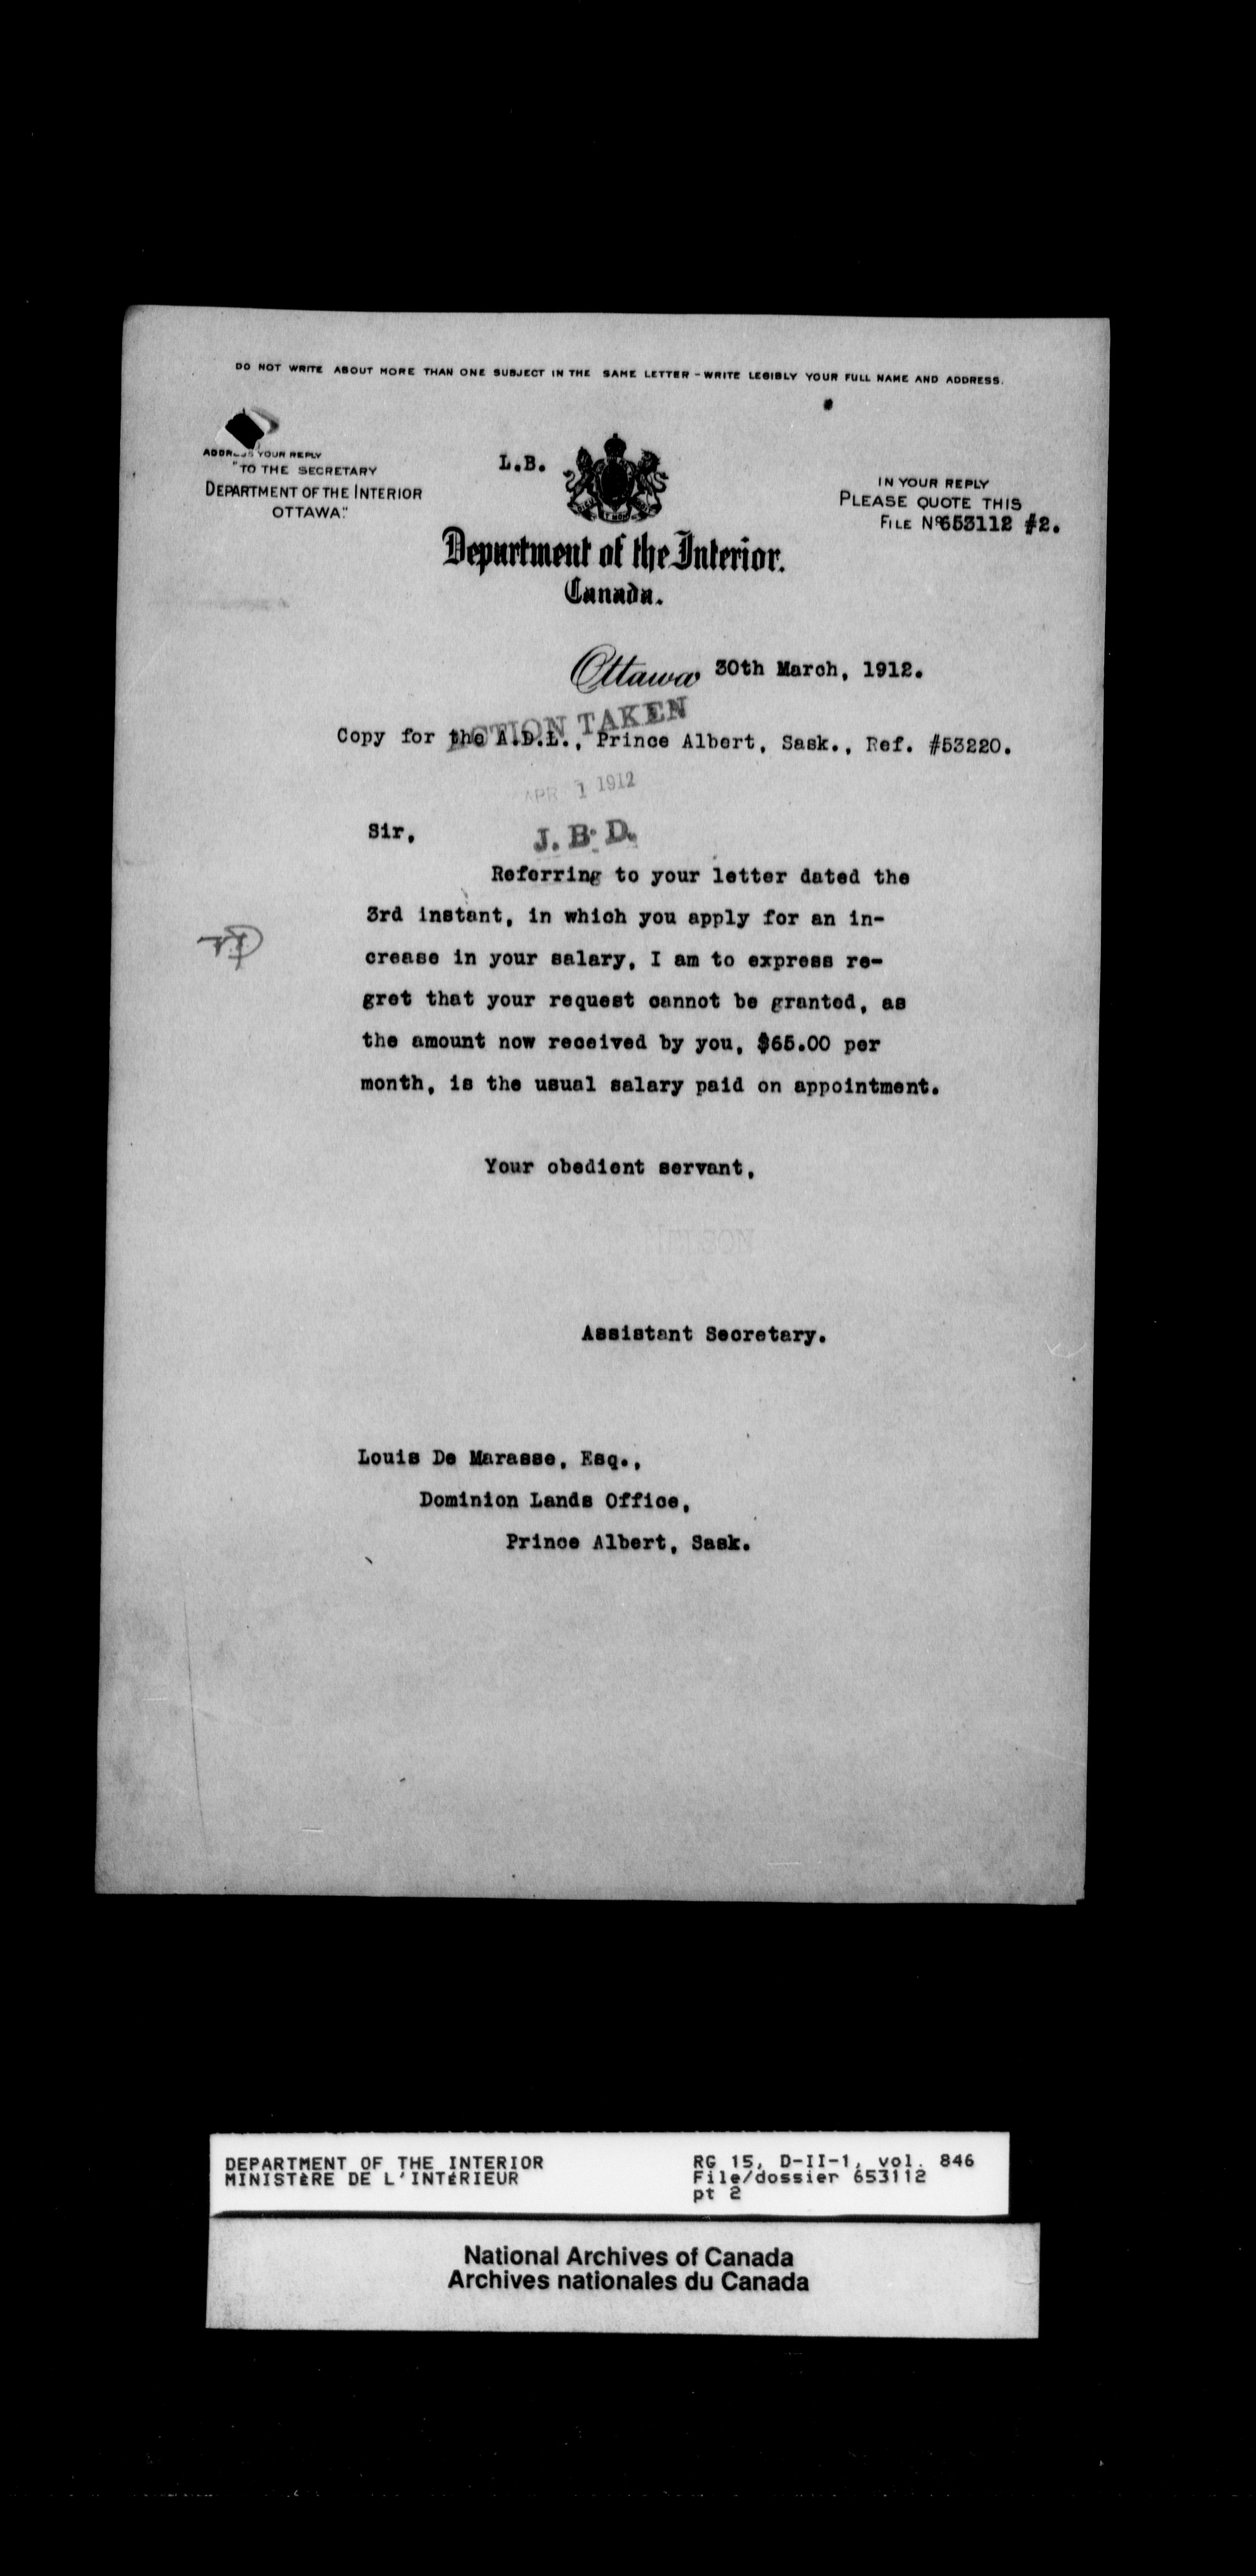 DO NOT WRITE ABOUT MORE THAN ONE SUBJECT IN THE SAME LETTER - WRITE LEGIBLY YOUR FULL NAME AND ADDRESS.
YOUR REPLY
"TO THE SECRETARY
DEPARTMENT OF THE INTERIOR
OTTAWA."
L.B.
IN YOUR REPLY
PLEASE QUOTE THIS
FILE No 653112 #2.
Department of the Interior.
Canada.
Ottawa 30th March, 1912.
ACTION TAKEN
Copy for the A.D.L., Prince Albert, Sask., Ref. #53220.
APR 1 1912
J. B. D.
Sir,
Referring to your letter dated the
3rd instant, in which you apply for an in-
crease in your salary, I am to express re-
gret that your request cannot be granted, as
the amount now received by you, $65.00 per
month, is the usual salary paid on appointment.
Your obedient servant,
Assistant Secretary.
Louis De Marasse, Esq.,
Dominion Lands Office,
Prince Albert, Sask.
DEPARTMENT OF THE INTERIOR
MINISTÈRE DE L'INTÉRIEUR
RG 15, D-II-1, vol. 846
File/dossier 653112
pt 2
National Archives of Canada
Archives nationales du Canada